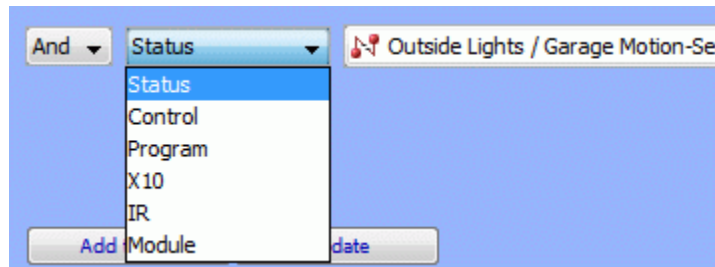 And Status Outside Lights / Garage Motion-Se
Status
Control
Program
X10
IR
Module
Add date